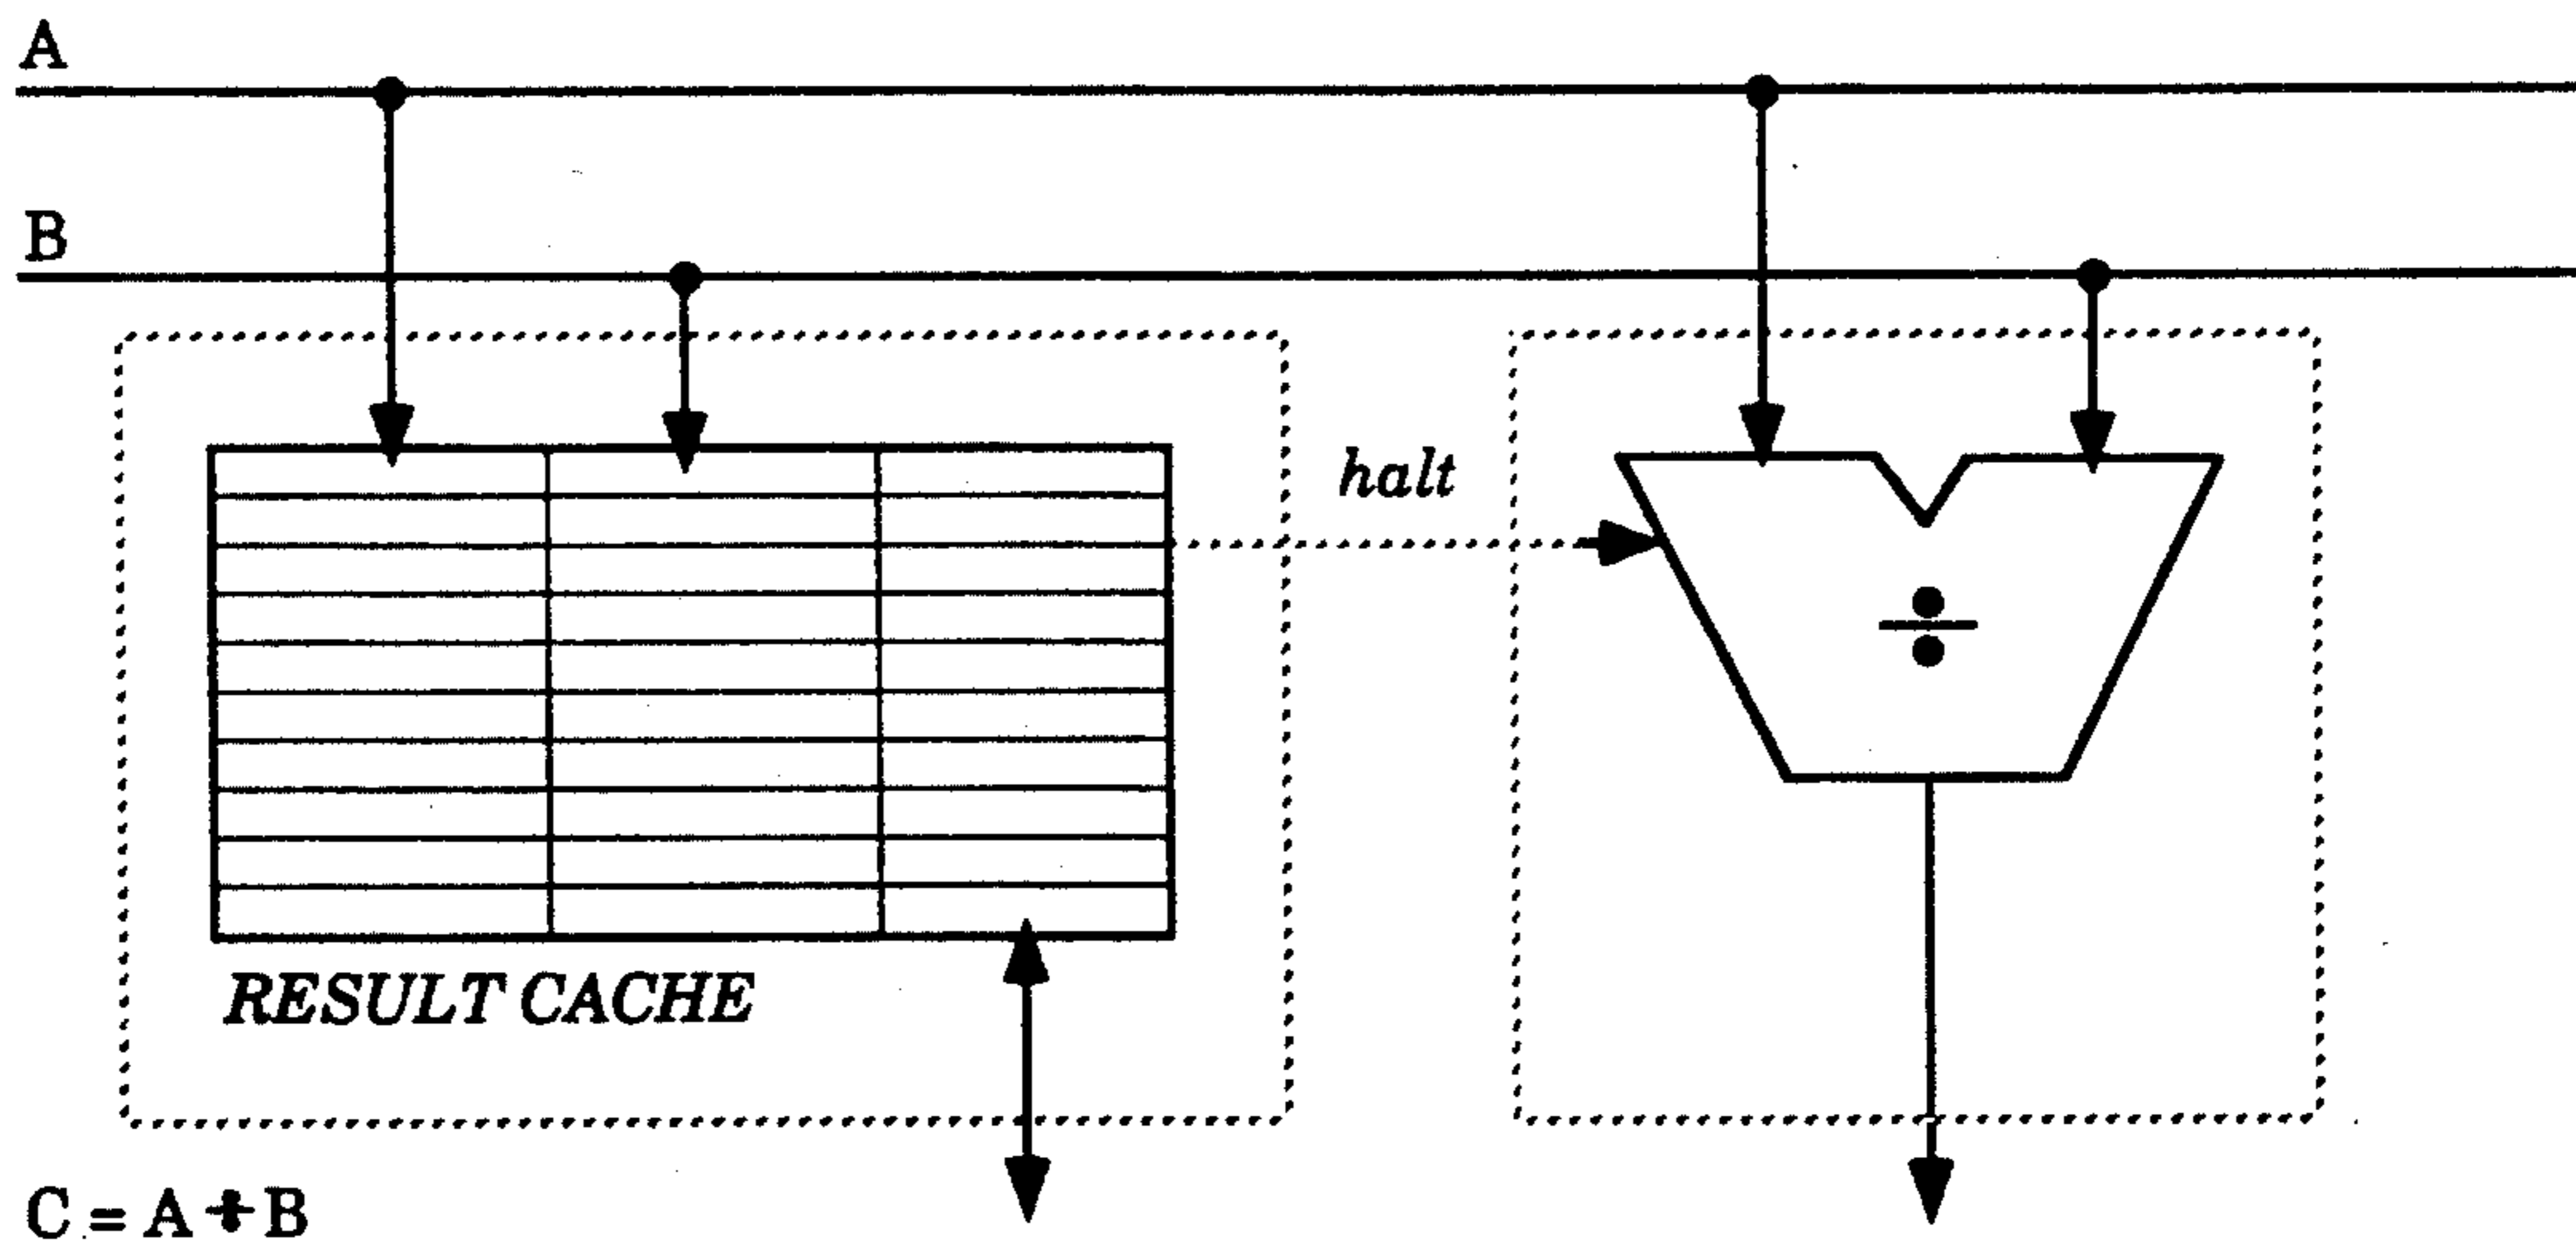 A
B
halt
÷
RESULT CACHE
C = A ÷ B